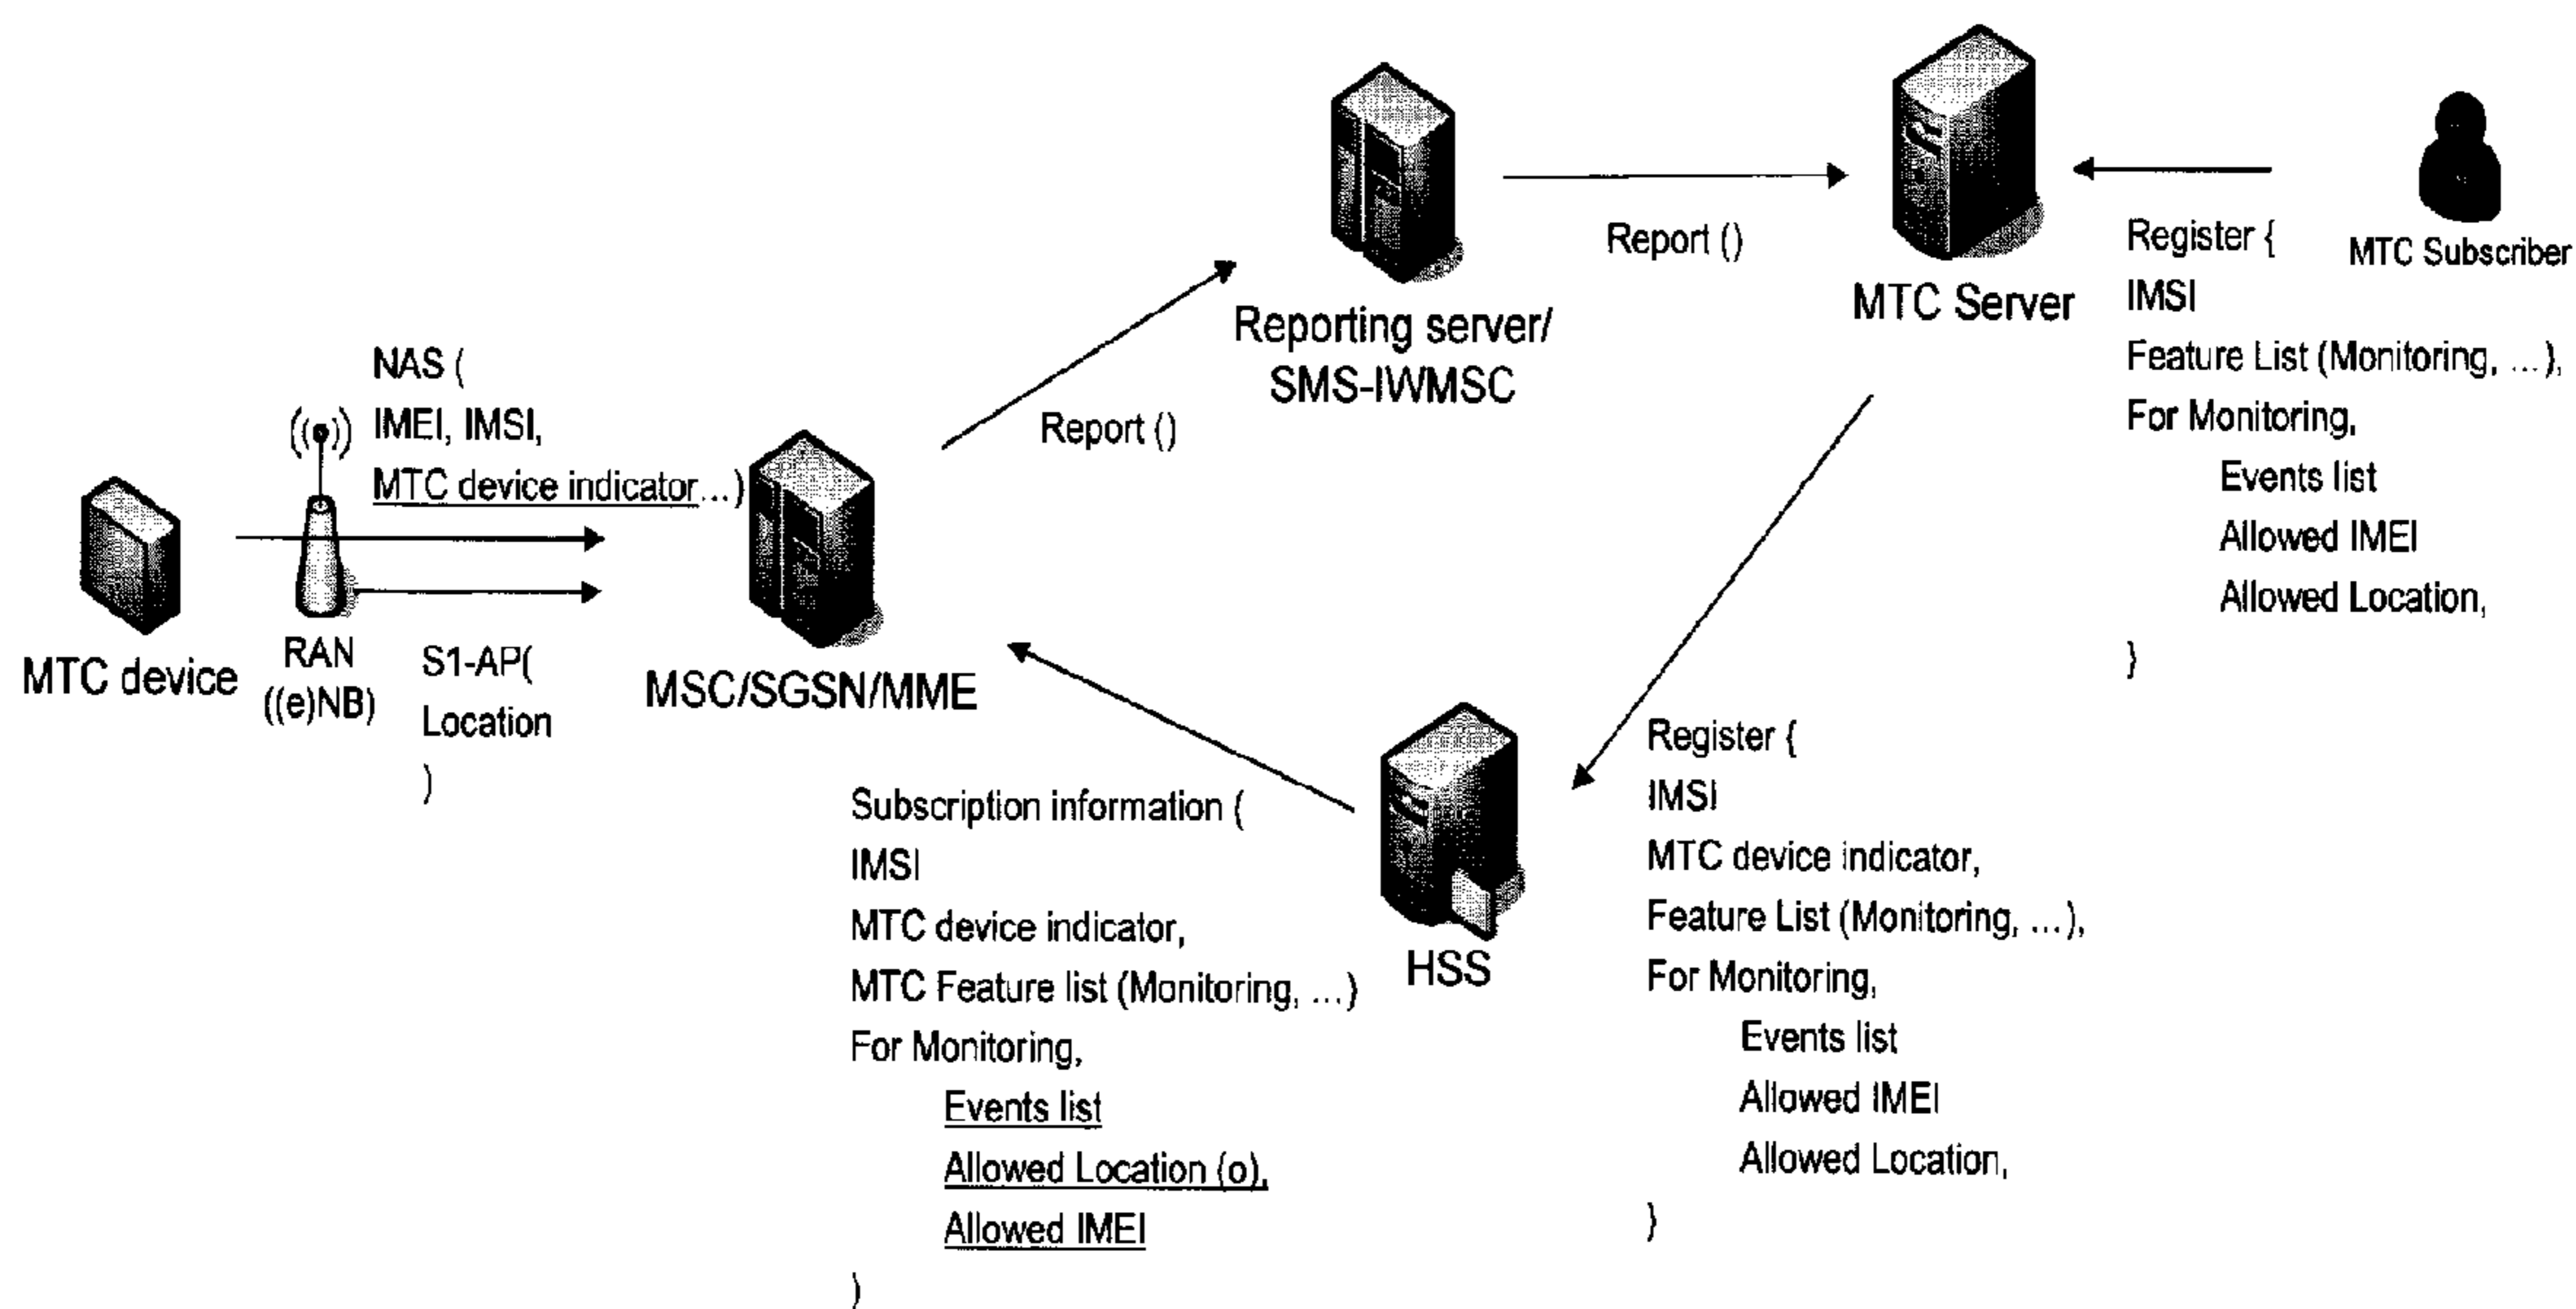 NAS (
IMEI, IMSI,
MTC device indicator...)
MTC device
RAN
((e)NB)
S1-AP(
Location
)
MSC/SGSN/MME
Report ()
Reporting server/
SMS-IWMSC
Report ()
MTC Server
MTC Subscriber
Register {
IMSI
Feature List (Monitoring, ...),
For Monitoring,
Events list
Allowed IMEI
Allowed Location,
}
Subscription information (
IMSI
MTC device indicator,
MTC Feature list (Monitoring, ...)
For Monitoring,
Events list
Allowed Location (o),
Allowed IMEI
)
HSS
Register {
IMSI
MTC device indicator,
Feature List (Monitoring, ...),
For Monitoring,
Events list
Allowed IMEI
Allowed Location,
}